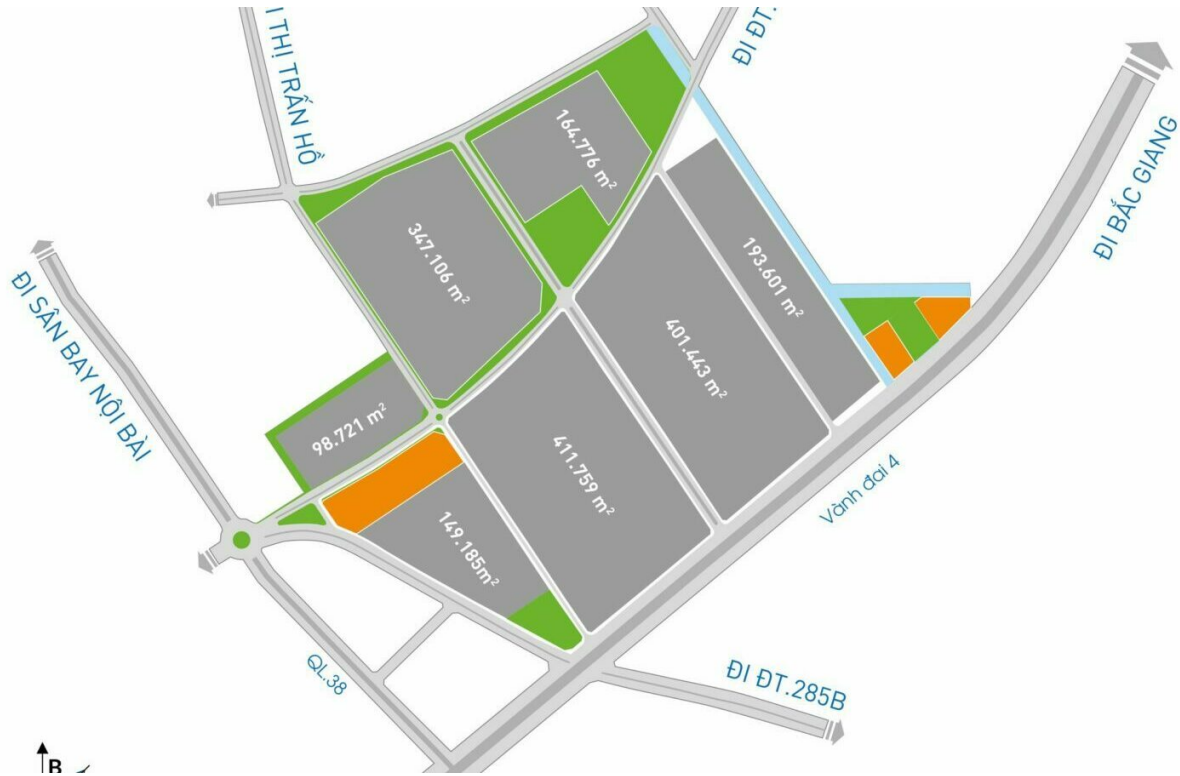 I THỊ TRẤN HỒ
ĐI ĐT.
164.776 m²
347.106 m²
193.601 m²
401.443 m²
ĐI BẮC GIANG
ĐI SÂN BAY NỘI BÀI
98.721 m²
411.759 m²
149.185m²
Vành đai 4
QL.38
ĐI ĐT.285B
B